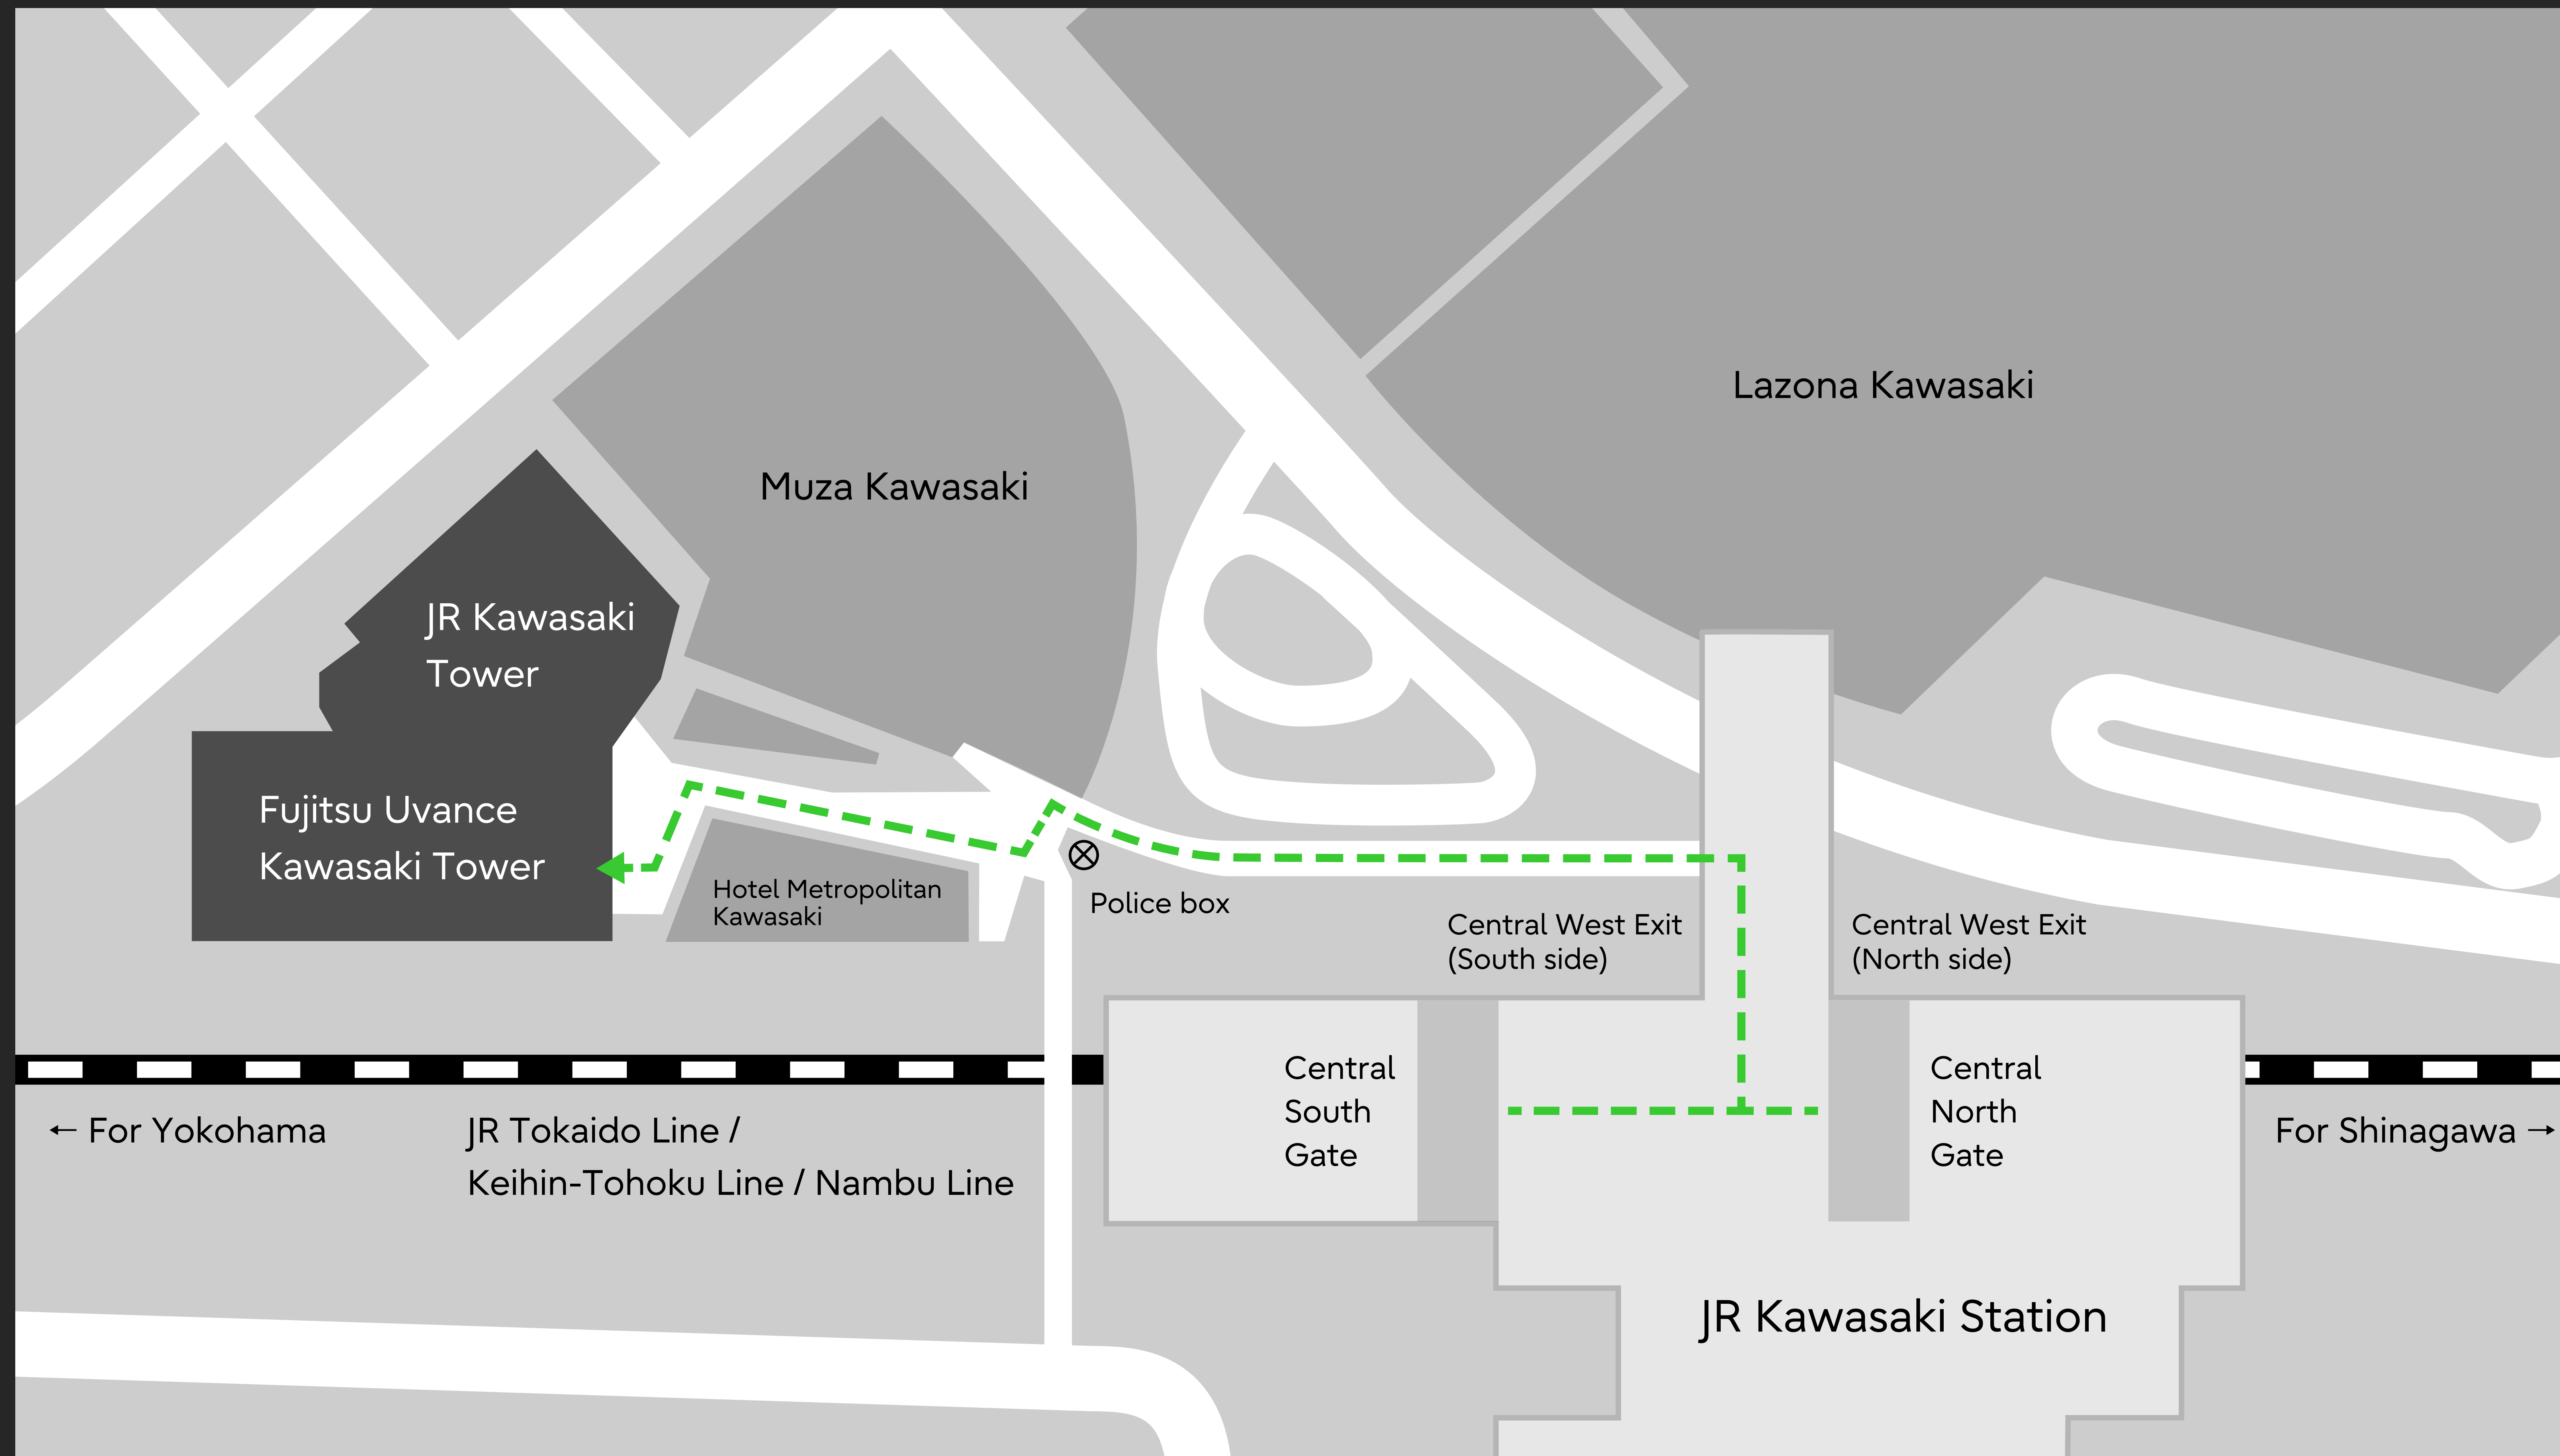 Lazona Kawasaki
Muza Kawasaki
JR Kawasaki
Tower
Fujitsu Uvance
Kawasaki Tower
Hotel Metropolitan
Kawasaki
Police box
Central West Exit
(South side)
Central West Exit
(North side)
Central
South
Gate
Central
North
Gate
← For Yokohama
JR Tokaido Line /
Keihin-Tohoku Line / Nambu Line
For Shinagawa →
JR Kawasaki Station